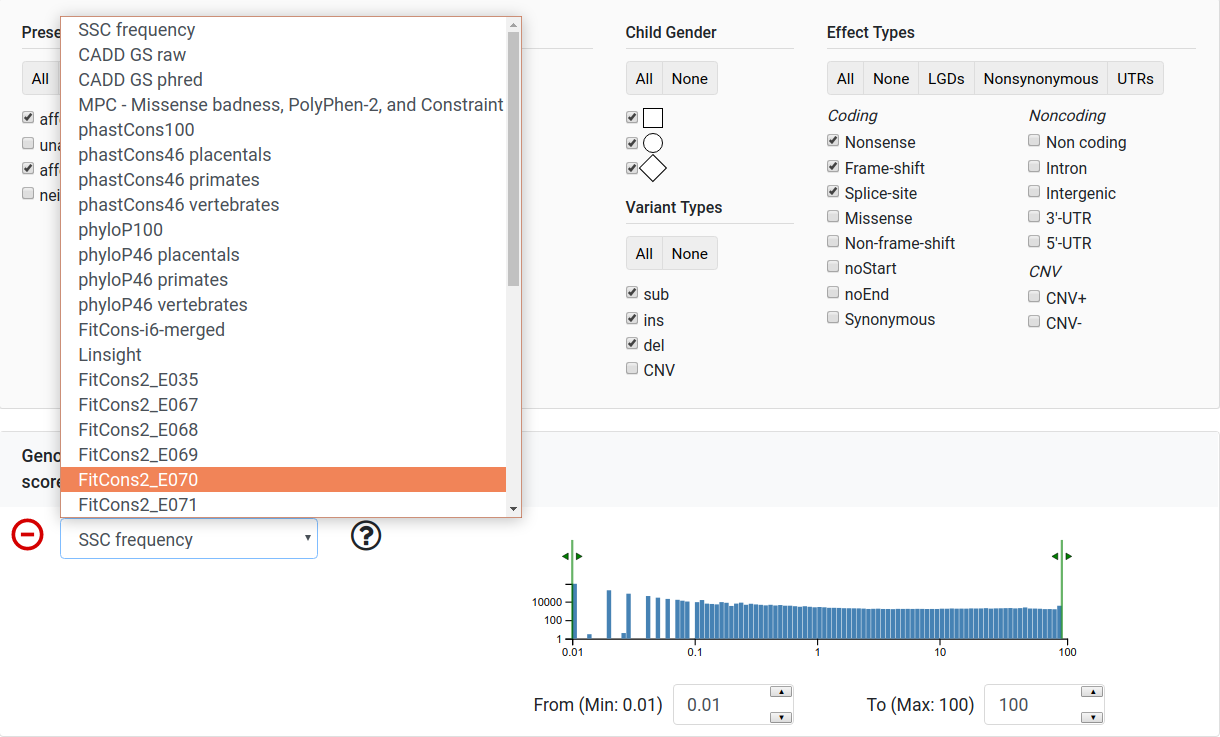 Prese
All
aff
una
aff
nei
SSC frequency
CADD GS raw
CADD GS phred
MPC - Missense badness, PolyPhen-2, and Constraint
phastCons100
phastCons46 placentals
phastCons46 primates
phastCons46 vertebrates
phyloP100
phyloP46 placentals
phyloP46 primates
phyloP46 vertebrates
FitCons-i6-merged
Linsight
FitCons2_E035
FitCons2_E067
FitCons2_E068
FitCons2_E069
FitCons2_E070
FitCons2_E071
Child Gender
All None
Variant Types
All None
sub
ins
del
CNV
Effect Types
All None LGDs Nonsynonymous UTRs
Coding
Nonsense
Frame-shift
Splice-site
Missense
Non-frame-shift
noStart
noEnd
Synonymous
Noncoding
Non coding
Intron
Intergenic
3'-UTR
5'-UTR
CNV
CNV+
CNV-
Geno
score
SSC frequency
?
10000
100
1
0.01 0.1 1 10 100
From (Min: 0.01) 0.01 To (Max: 100) 100